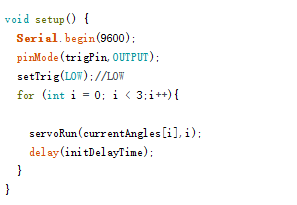 void setup() {
  Serial.begin(9600);
  pinMode(trigPin,OUTPUT);
  setTrig(LOW);//LOW
  for (int i = 0; i < 3;i++){
    servoRun(currentAngles[i],i);
    delay(initDelayTime);
  }
}